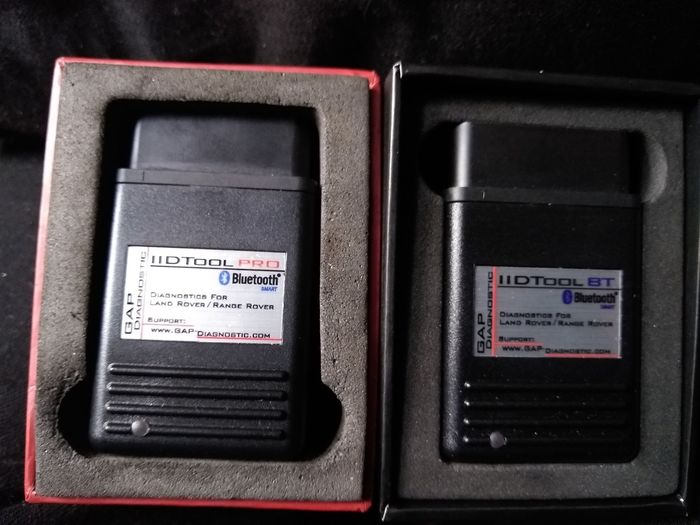 GAP
DIAGNOSTIC
IIDTOOL PRO
Bluetooth
SMART
DIAGNOSTICS FOR
LAND ROVER / RANGE ROVER
SUPPORT:
WWW.GAP-DIAGNOSTIC.COM
GAP
DIAGNOSTIC
IIDTOOL BT
Bluetooth
SMART
DIAGNOSTICS FOR
LAND ROVER / RANGE ROVER
SUPPORT:
WWW.GAP-DIAGNOSTIC.COM